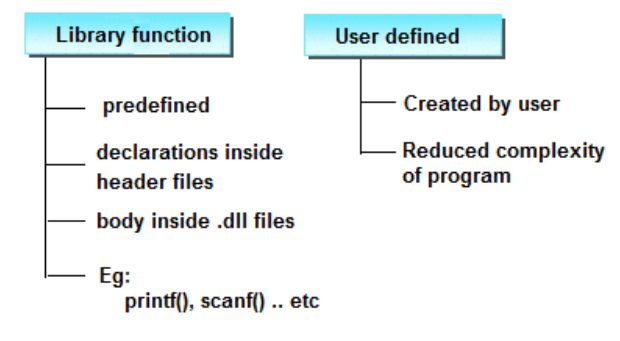 Library function
predefined
declarations inside
header files
body inside .dll files
Eg:
printf(), scanf() .. etc
User defined
Created by user
Reduced complexity
of program